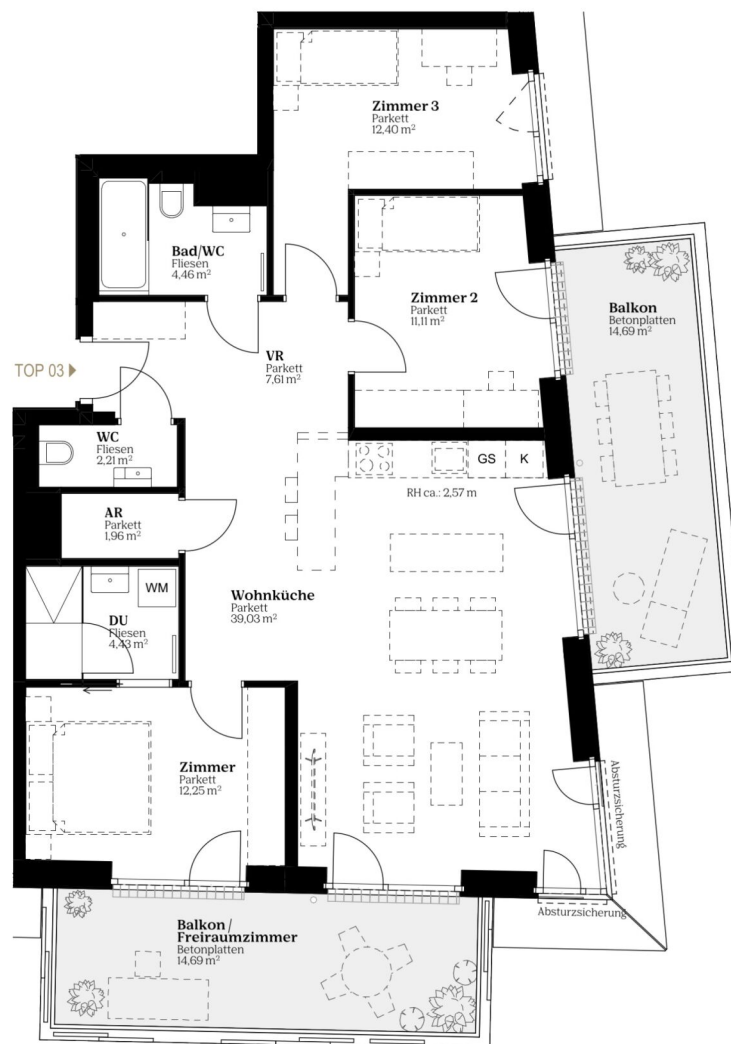 Zimmer 3
Parkett
12,40 m²
Bad/WC
Fliesen
4,46 m²
Zimmer 2
Parkett
11,11 m²
Balkon
Betonplatten
14,69 m²
VR
Parkett
7,61 m²
TOP 03
WC
Fliesen
2,21 m²
GS
K
RH ca.: 2,57 m
AR
Parkett
1,96 m²
Wohnküche
Parkett
39,03 m²
WM
DU
Fliesen
4,43 m²
Zimmer
Parkett
12,25 m²
Absturzsicherung
Absturzsicherung
Balkon/
Freiraumzimmer
Betonplatten
14,69 m²